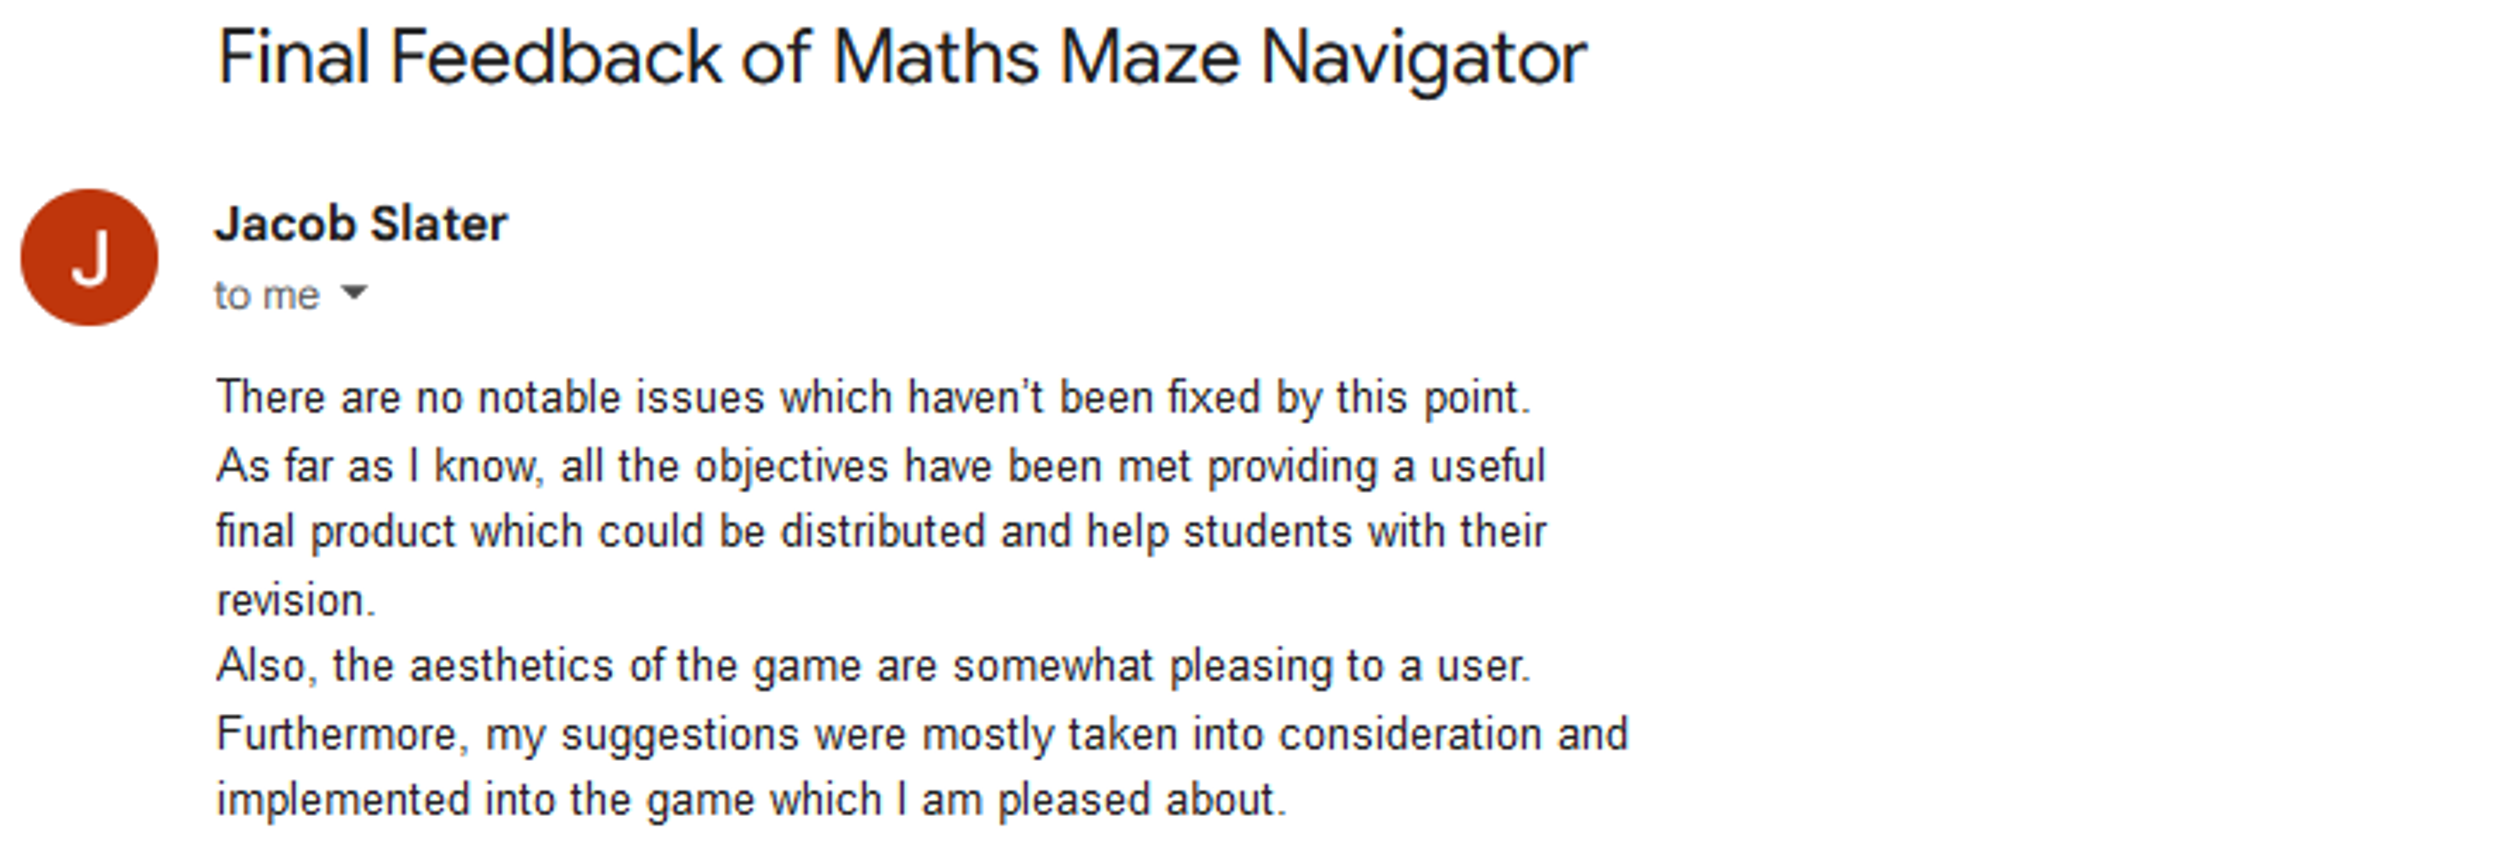 Final Feedback of Maths Maze Navigator
J
Jacob Slater
to me
There are no notable issues which haven’t been fixed by this point.
As far as I know, all the objectives have been met providing a useful
final product which could be distributed and help students with their
revision.
Also, the aesthetics of the game are somewhat pleasing to a user.
Furthermore, my suggestions were mostly taken into consideration and
implemented into the game which I am pleased about.